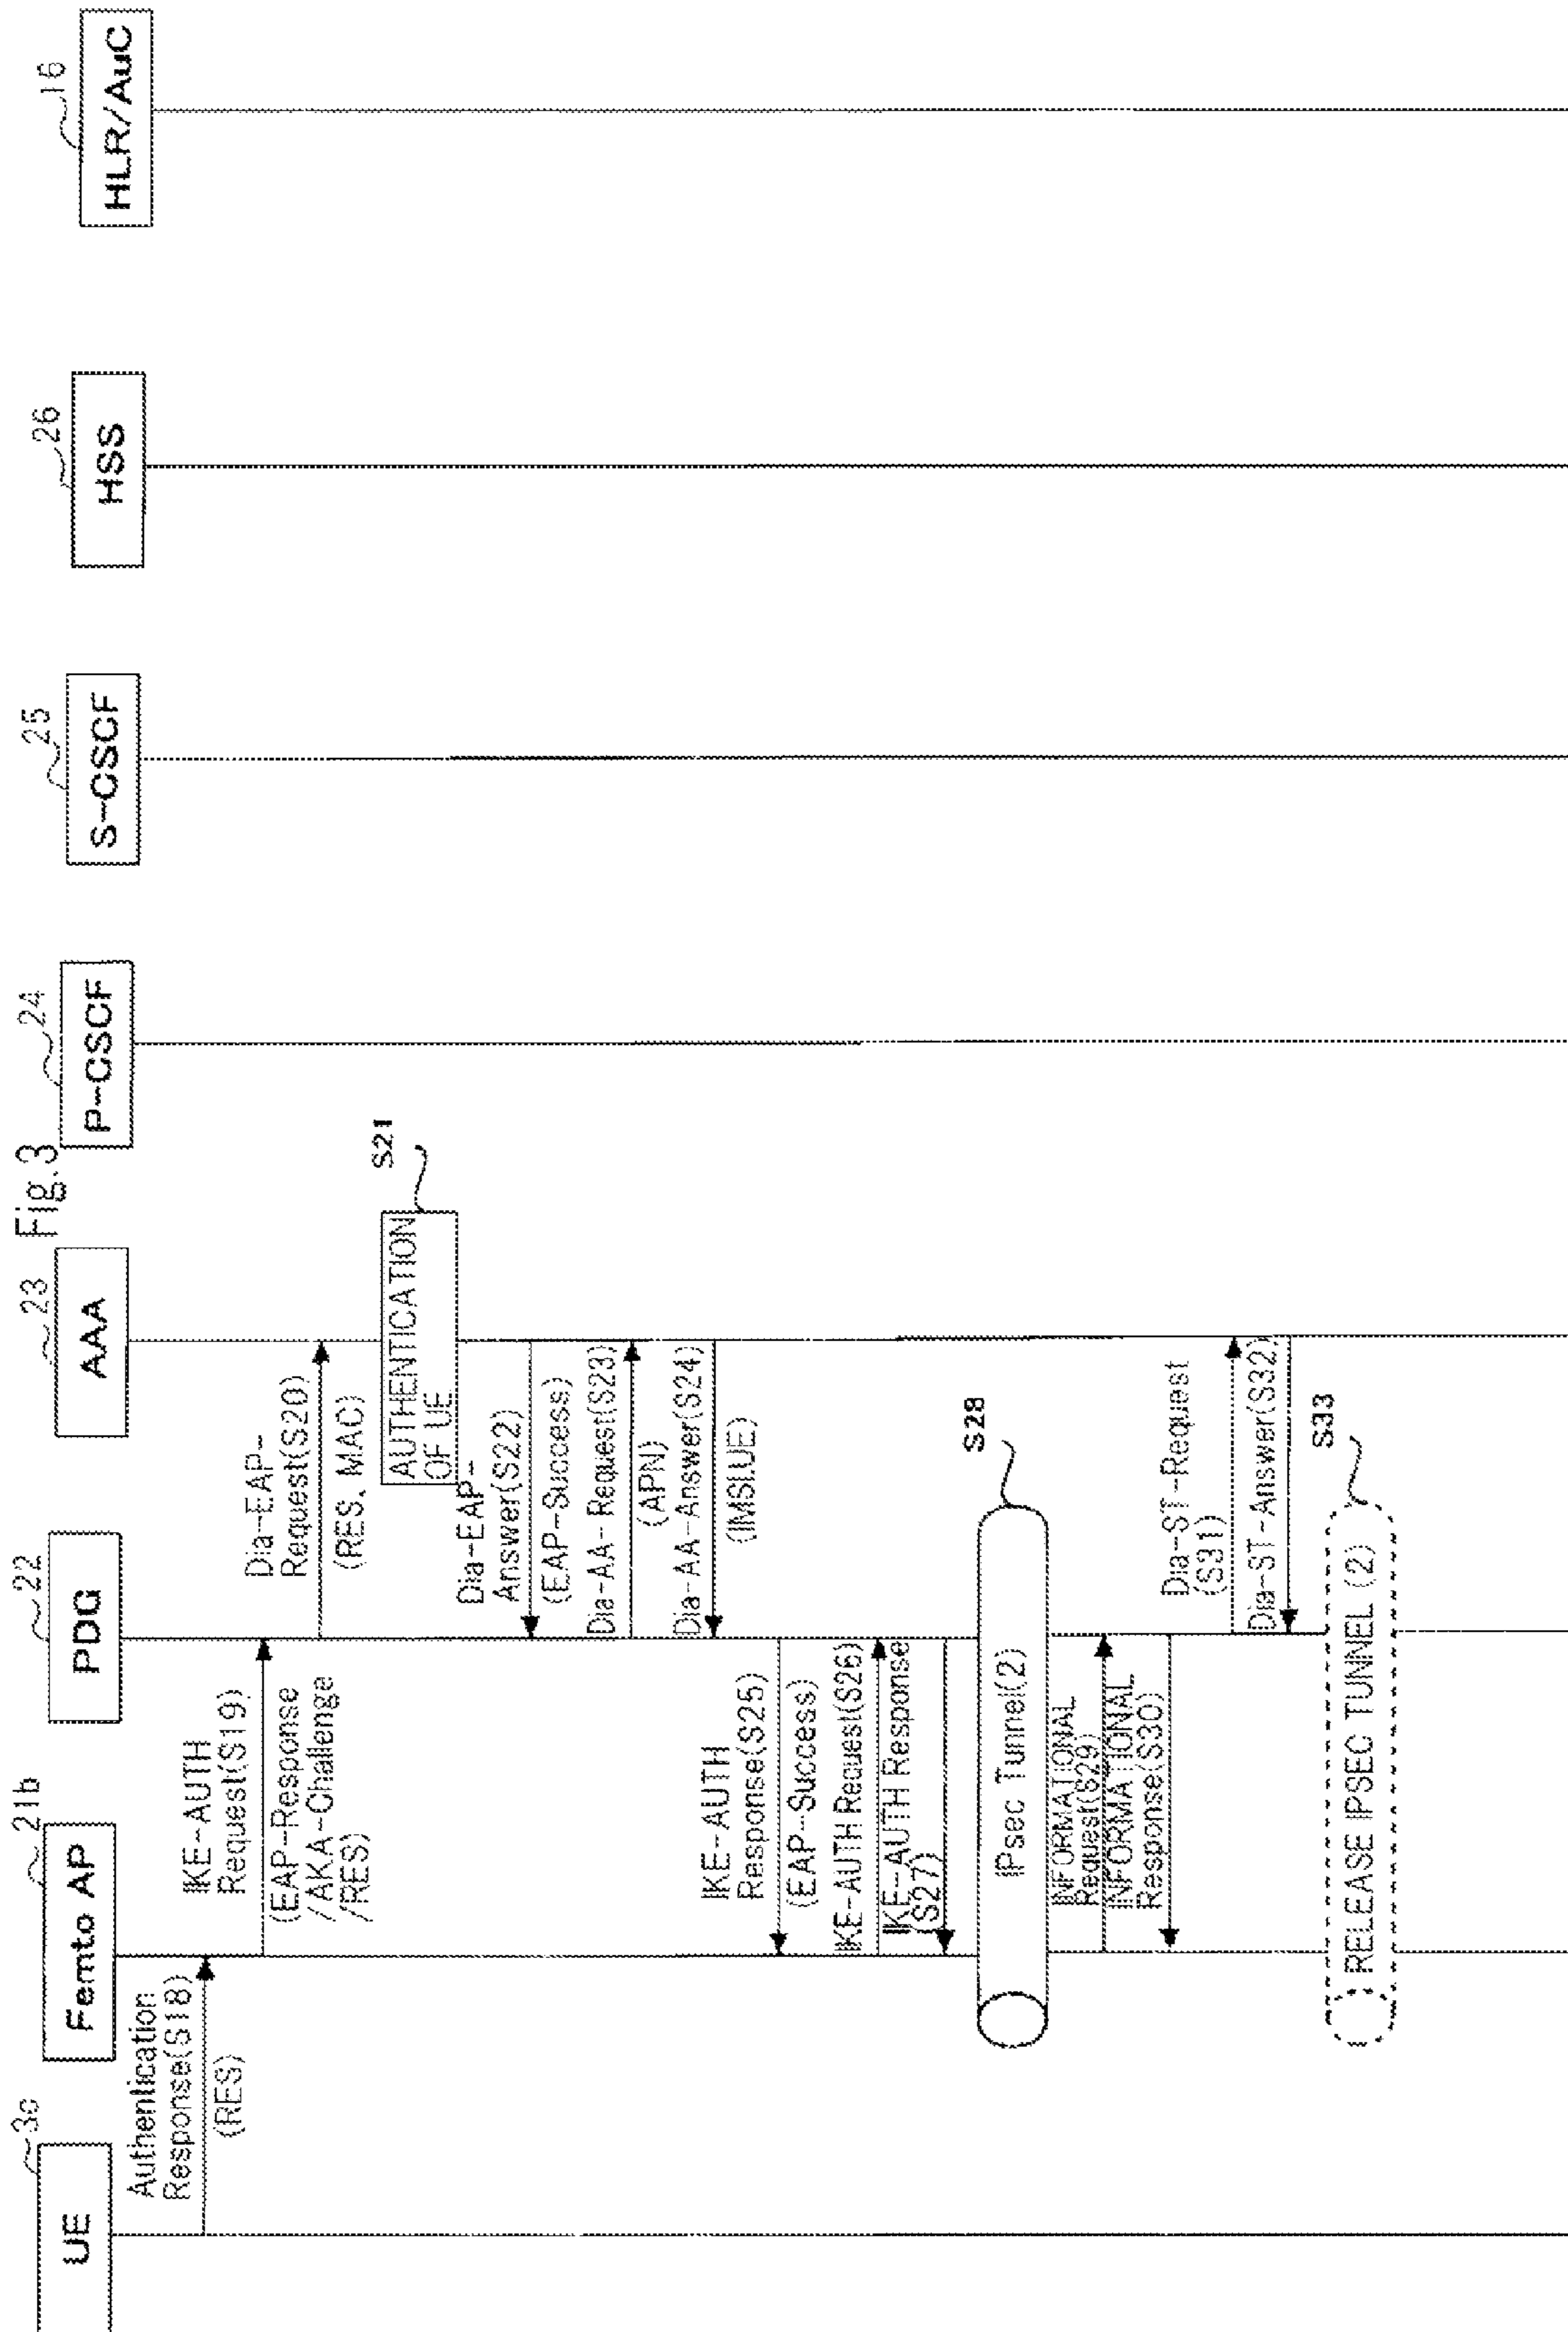 Fig.3
3c
UE
21b
Femto AP
22
PDG
23
AAA
24
P-CSCF
25
S-CSCF
26
HSS
16
HLR/AuC
Authentication
Response(S18)
(RES)
IKE-AUTH
Request(S19)
(EAP-Response
/AKA-Challenge
/RES)
Dia-EAP-
Request(S20)
(RES, MAC)
S21
AUTHENTICATION
OF UE
Dia-EAP-
Answer(S22)
(EAP-Success)
Dia-AA-Request(S23)
(APN)
Dia-AA-Answer(S24)
(IMSI.UE)
IKE-AUTH
Response(S25)
(EAP-Success)
IKE-AUTH Request(S26)
IKE-AUTH Response
(S27)
S28
IPsec Tunnel(2)
INFORMATIONAL
Request(S29)
INFORMATIONAL
Response(S30)
Dia-ST-Request
(S31)
Dia-ST-Answer(S32)
S33
RELEASE IPSEC TUNNEL (2)